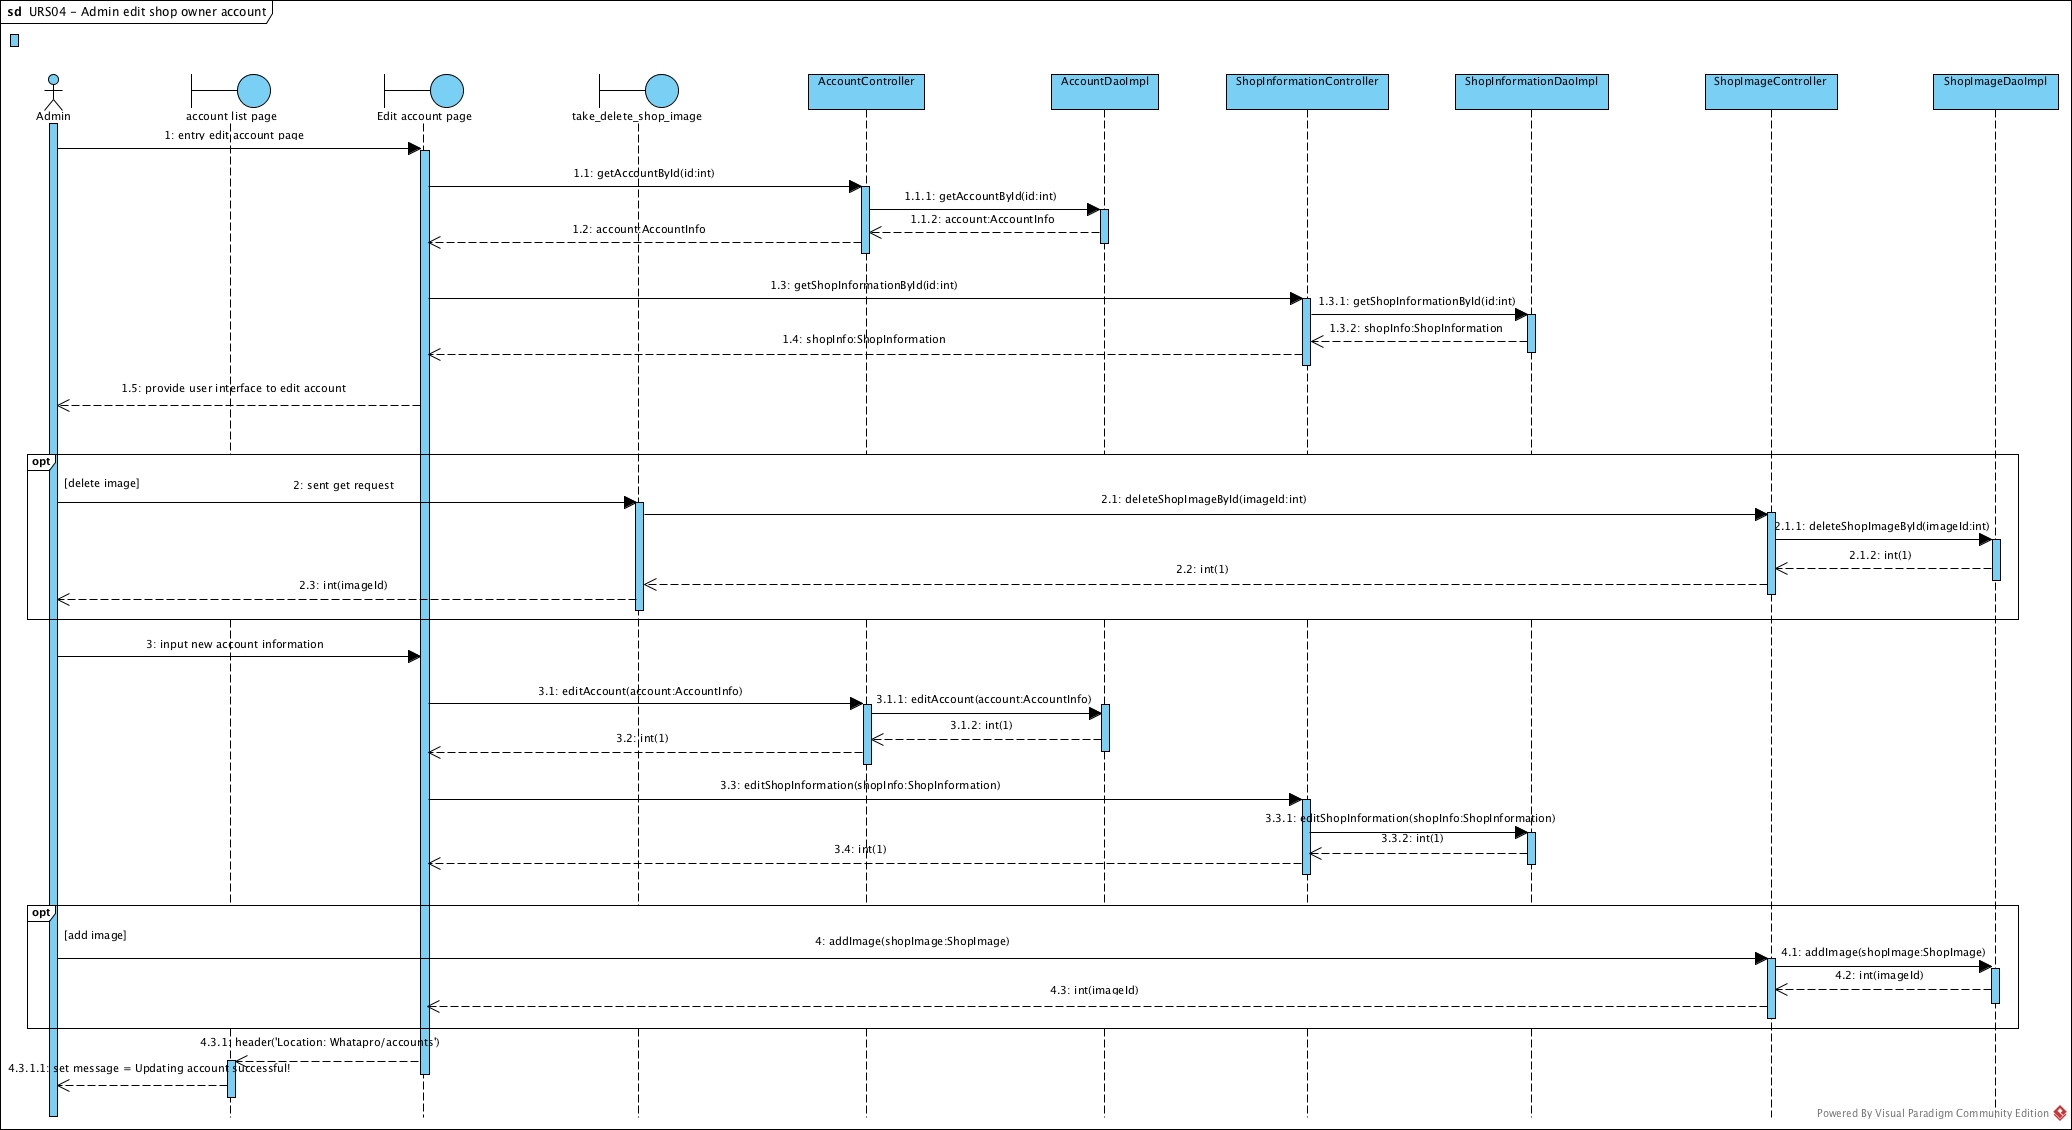 sd URS04 - Admin edit shop owner account
Admin
account list page
Edit account page
take_delete_shop_image
AccountController
AccountDaoImpl
ShopInformationController
ShopInformationDaoImpl
ShopImageController
ShopImageDaoImpl
1: entry edit account page
1.1: getAccountById(id:int)
1.1.1: getAccountById(id:int)
1.1.2: account:AccountInfo
1.2: account:AccountInfo
1.3: getShopInformationById(id:int)
1.3.1: getShopInformationById(id:int)
1.3.2: shopInfo:ShopInformation
1.4: shopInfo:ShopInformation
1.5: provide user interface to edit account
opt
[delete image]
2: sent get request
2.1: deleteShopImageById(imageId:int)
2.1.1: deleteShopImageById(imageId:int)
2.1.2: int(1)
2.2: int(1)
2.3: int(imageId)
3: input new account information
3.1: editAccount(account:AccountInfo)
3.1.1: editAccount(account:AccountInfo)
3.1.2: int(1)
3.2: int(1)
3.3: editShopInformation(shopInfo:ShopInformation)
3.3.1: editShopInformation(shopInfo:ShopInformation)
3.3.2: int(1)
3.4: int(1)
opt
[add image]
4: addImage(shopImage:ShopImage)
4.1: addImage(shopImage:ShopImage)
4.2: int(imageId)
4.3: int(imageId)
4.3.1: header('Location: Whatapro/accounts')
4.3.1.1: set message = Updating account successful!
Powered By Visual Paradigm Community Edition